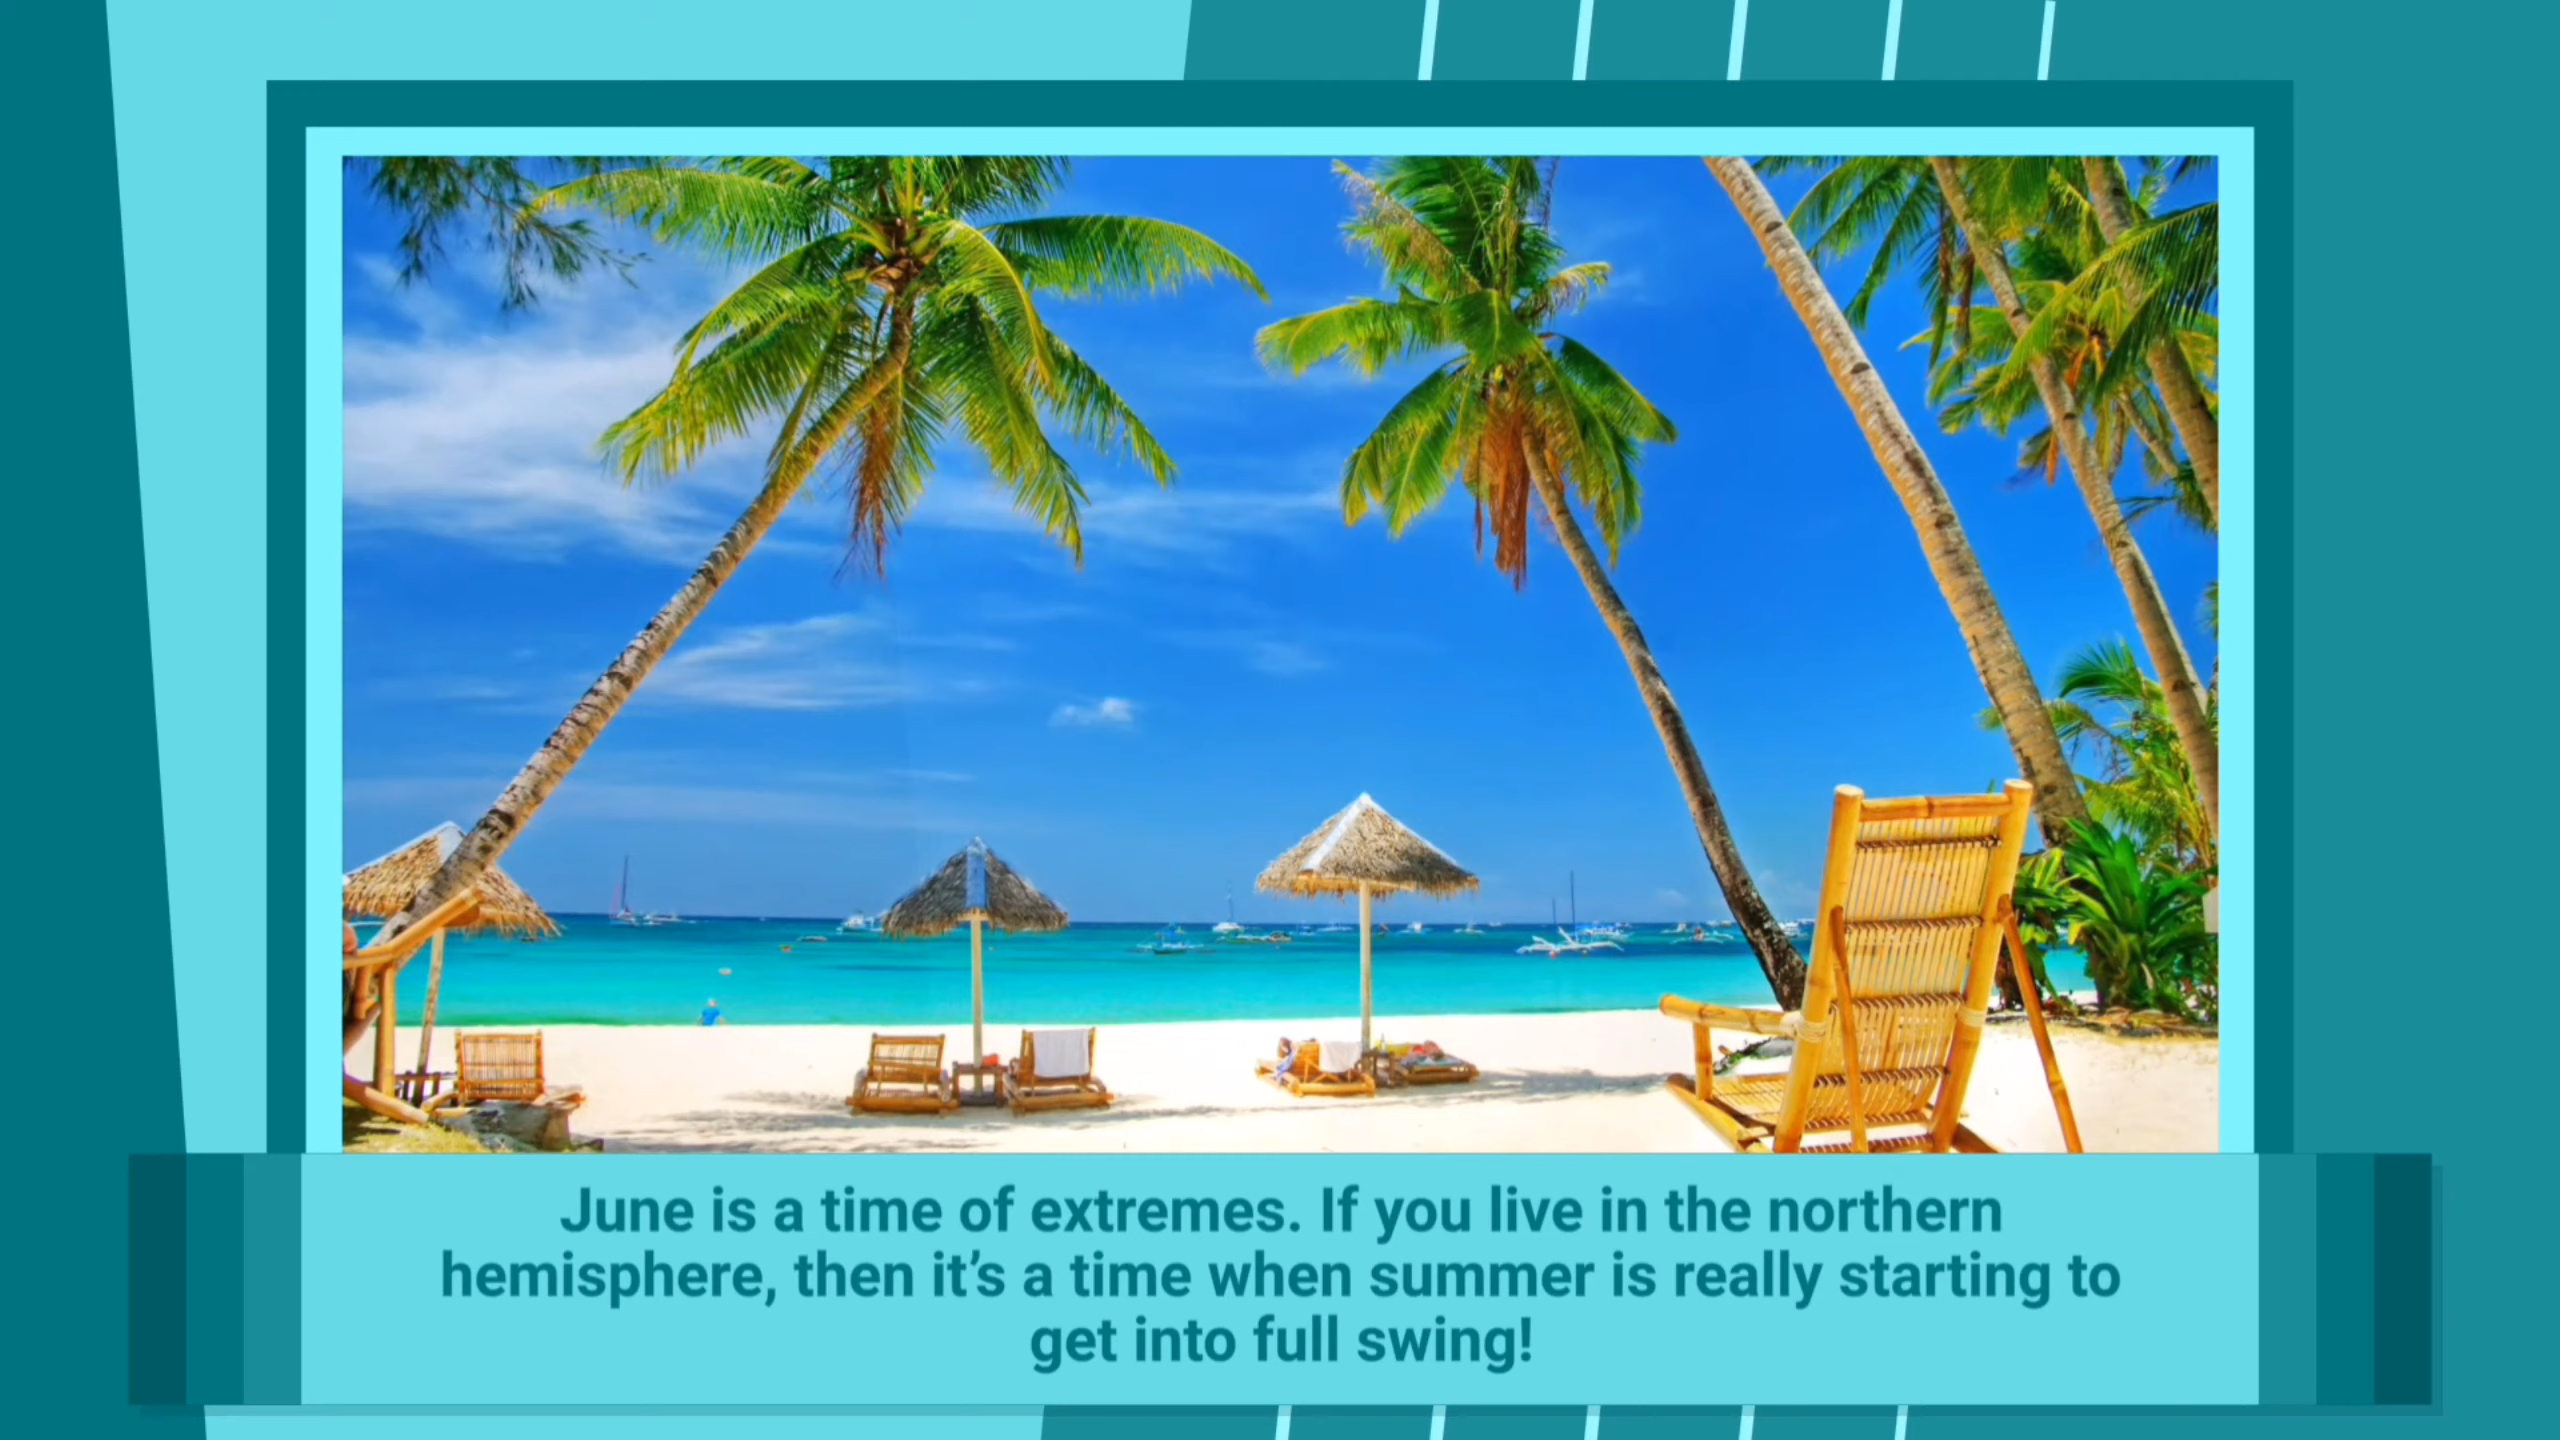 June is a time of extremes. If you live in the northern
hemisphere, then it’s a time when summer is really starting to
get into full swing!